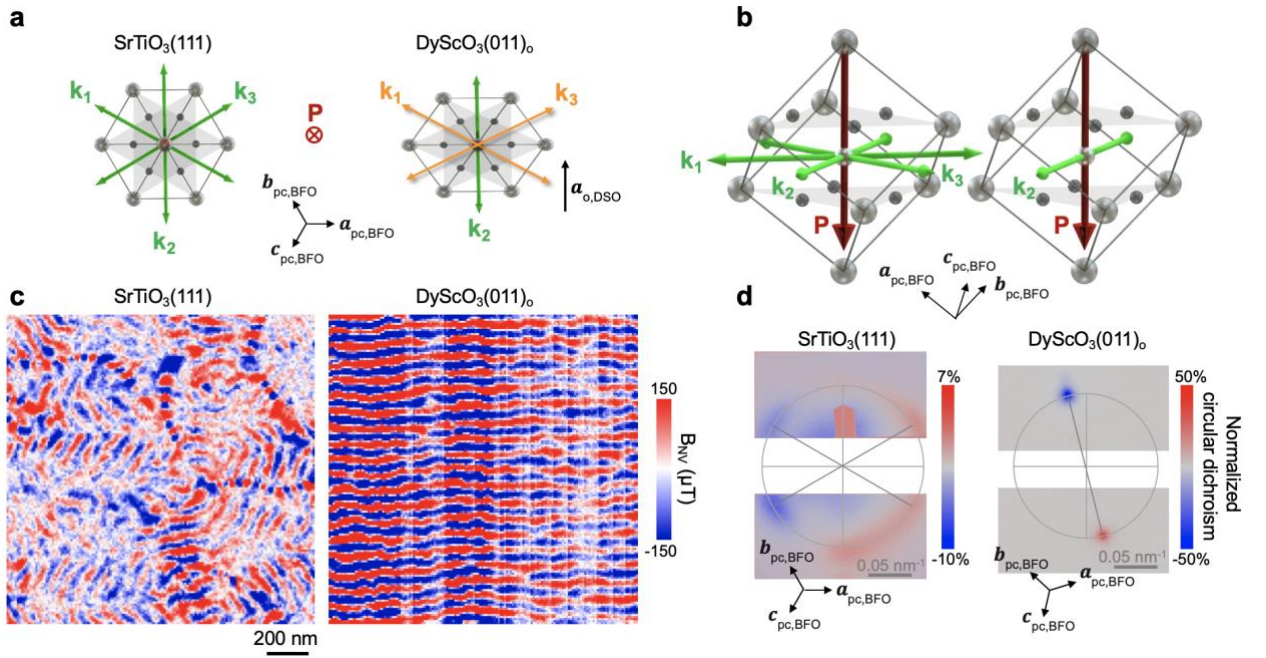 a
SrTiO3(111)
DyScO3(011)o
k1
k3
k2
P
bpc,BFO
apc,BFO
cpc,BFO
k1
k3
k2
ao,DSO
b
k1
k2
k3
P
k2
P
apc,BFO
cpc,BFO
bpc,BFO
c
SrTiO3(111)
DyScO3(011)o
150
BNV (μT)
-150
200 nm
d
SrTiO3(111)
DyScO3(011)o
7%
-10%
50%
-50%
Normalized
circular dichroism
0.05 nm-1
0.05 nm-1
bpc,BFO
apc,BFO
cpc,BFO
bpc,BFO
apc,BFO
cpc,BFO